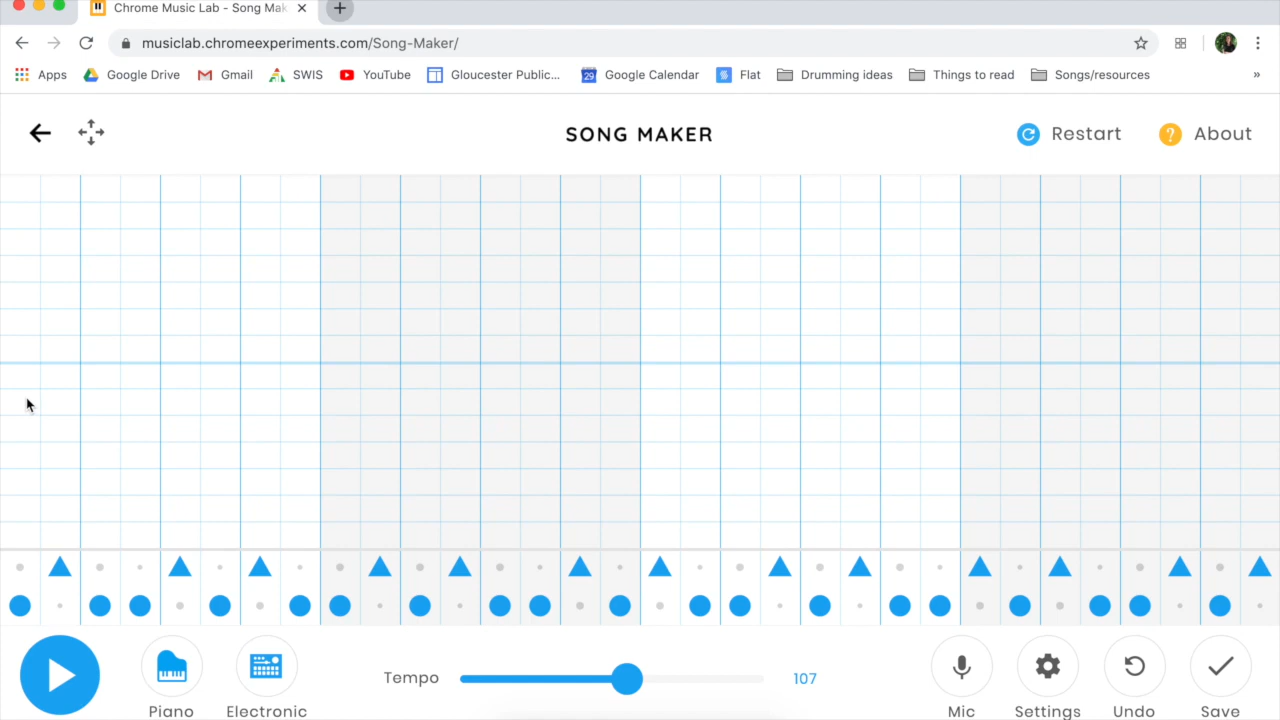 Chrome Music Lab - Song Mak
musiclab.chromeexperiments.com/Song-Maker/
Apps Google Drive Gmail SWIS YouTube Gloucester Public... 29 Google Calendar Flat Drumming ideas Things to read Songs/resources »
SONG MAKER Restart ? About
Tempo 107
Piano Electronic Mic Settings Undo Save